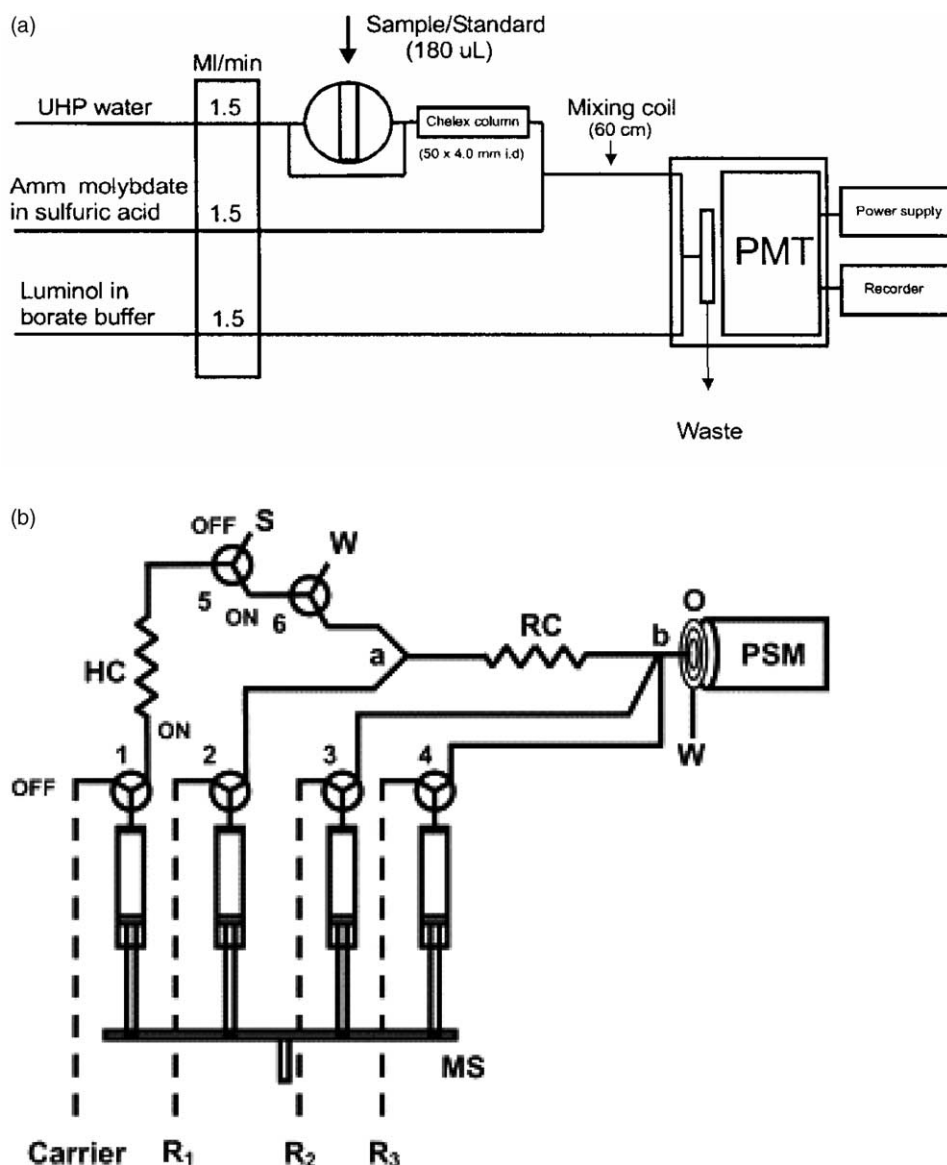 (a)
Sample/Standard
(180 uL)
Ml/min
UHP water
1.5
Chelex column
(50 x 4.0 mm i.d)
Mixing coil
(60 cm)
Amm molybdate
in sulfuric acid
1.5
PMT
Power supply
Recorder
Luminol in
borate buffer
1.5
Waste
(b)
OFF
S
W
5
ON
6
a
RC
b
O
PSM
HC
ON
W
OFF
1
2
3
4
MS
Carrier
R1
R2
R3